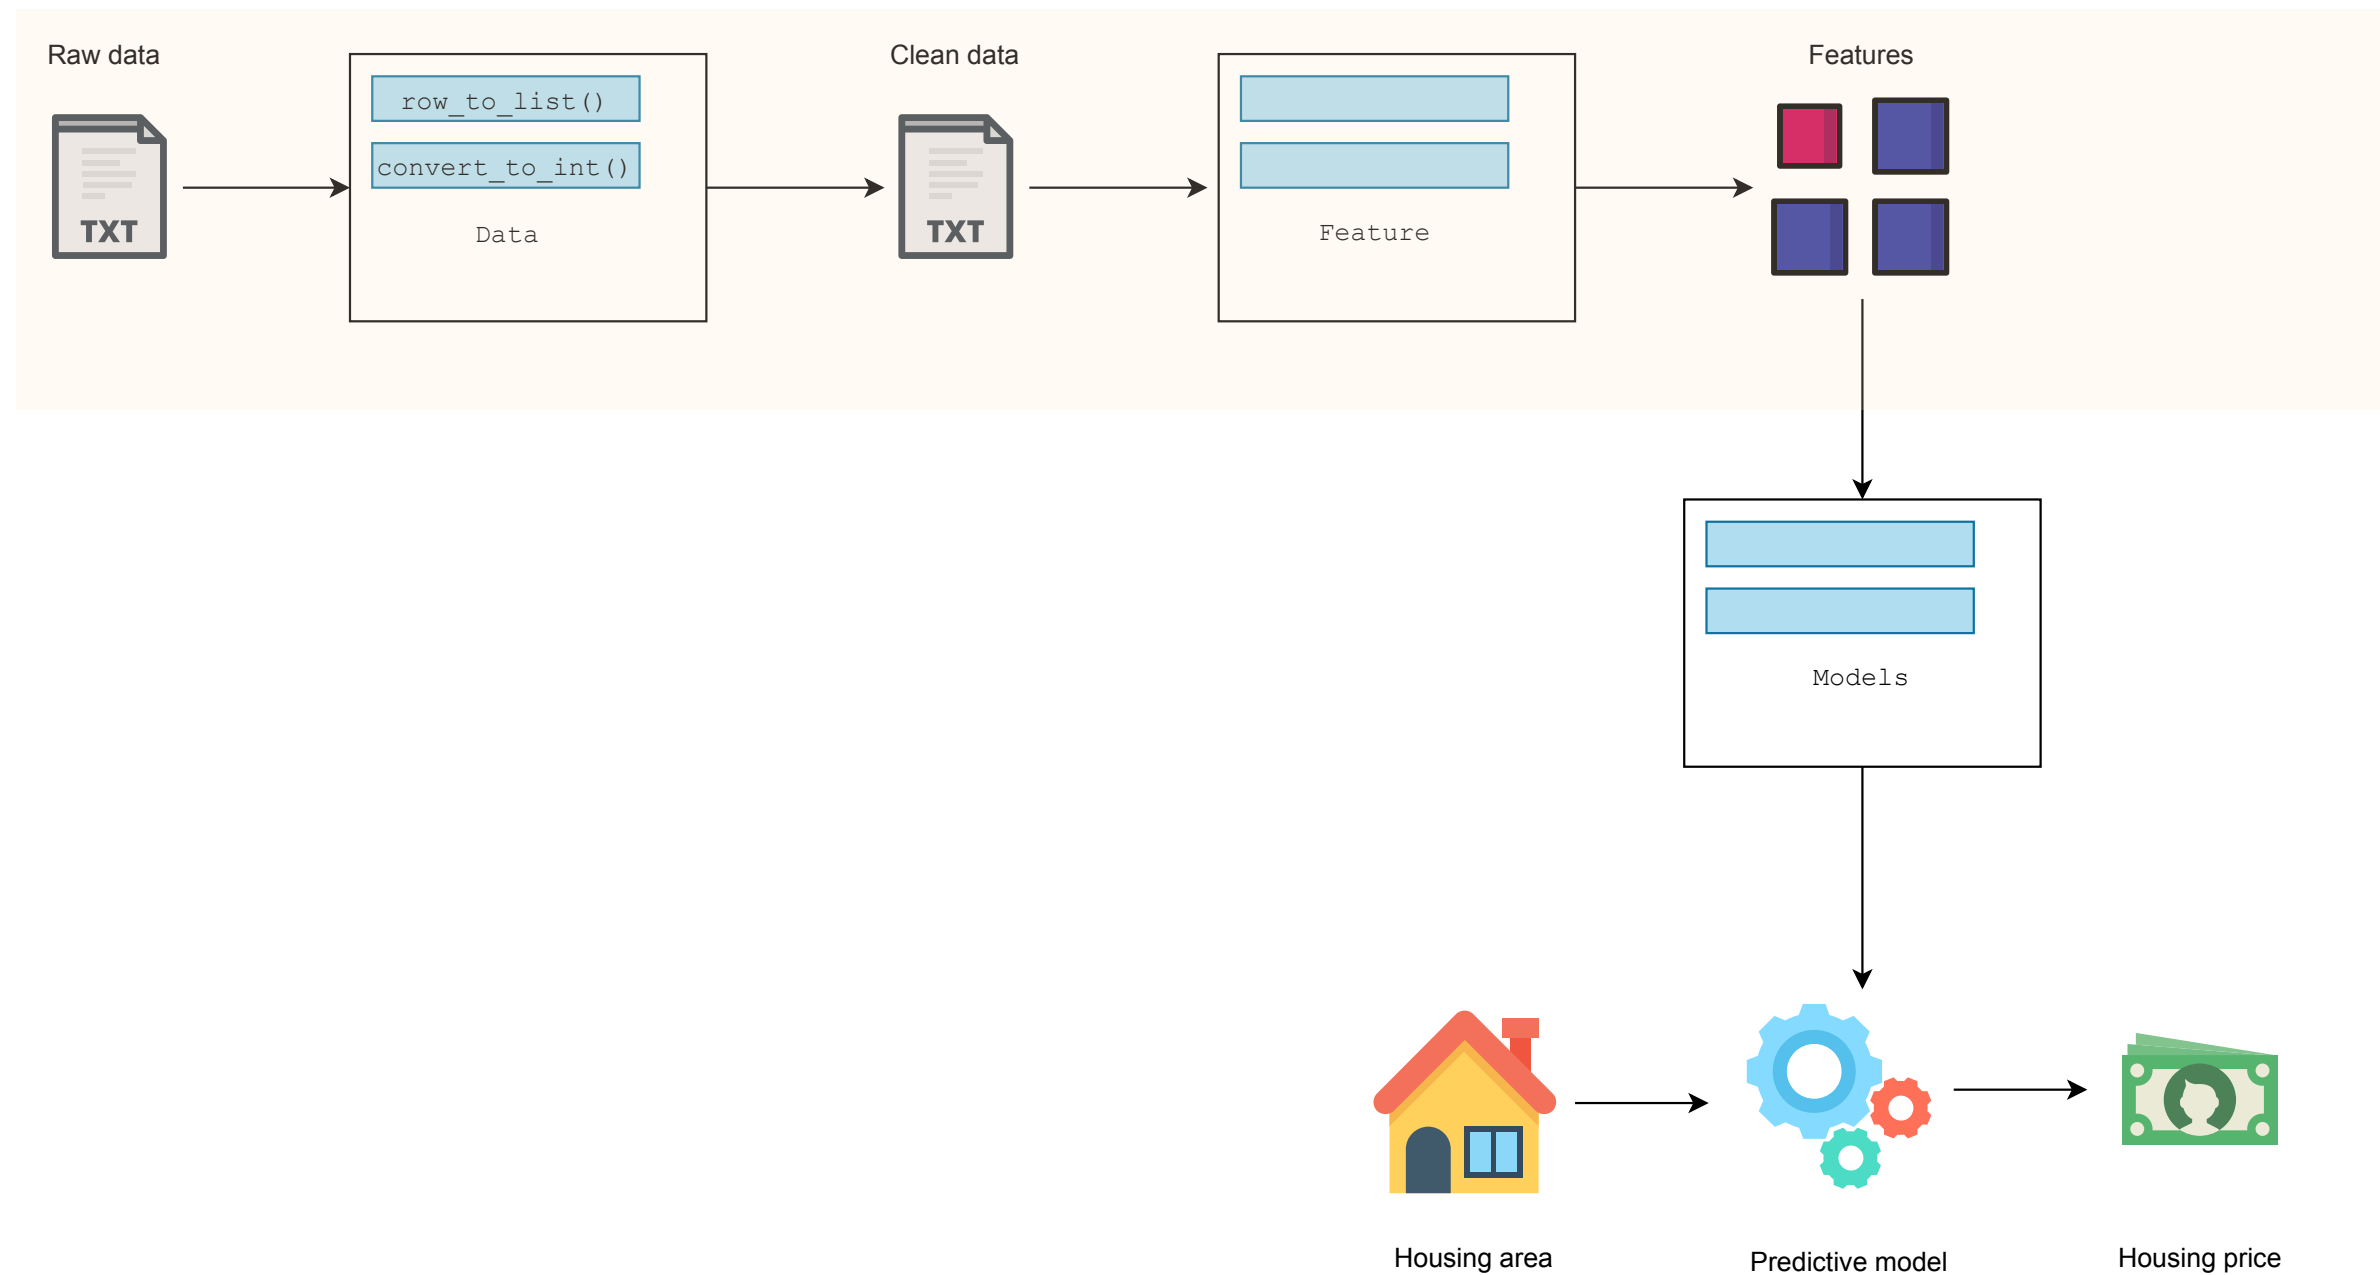 Raw data
Clean data
Features
row_to_list()
convert_to_int()
TXT
Data
TXT
Feature
Models
Housing area
Predictive model
Housing price